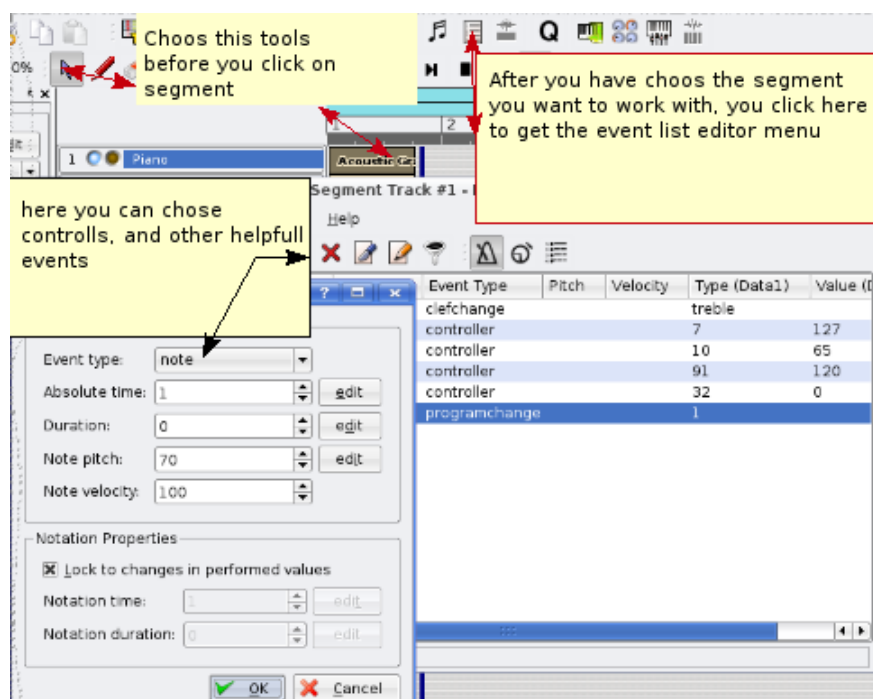 Choos this tools
before you click on
segment
After you have choos the segment
you want to work with, you click here
to get the event list editor menu
Q
0%
1 2
1 Piano Acoustic Gr
here you can chose
controlls, and other helpfull
events
Segment Track #1 -
Help
Event Type Pitch Velocity Type (Data1) Value (D
clefchange treble
controller 7 127
controller 10 65
controller 91 120
controller 32 0
programchange 1
Event type: note
Absolute time: 1 edit
Duration: 0 edit
Note pitch: 70 edit
Note velocity: 100
Notation Properties
Lock to changes in performed values
Notation time: 1 edit
Notation duration: 0 edit
OK Cancel